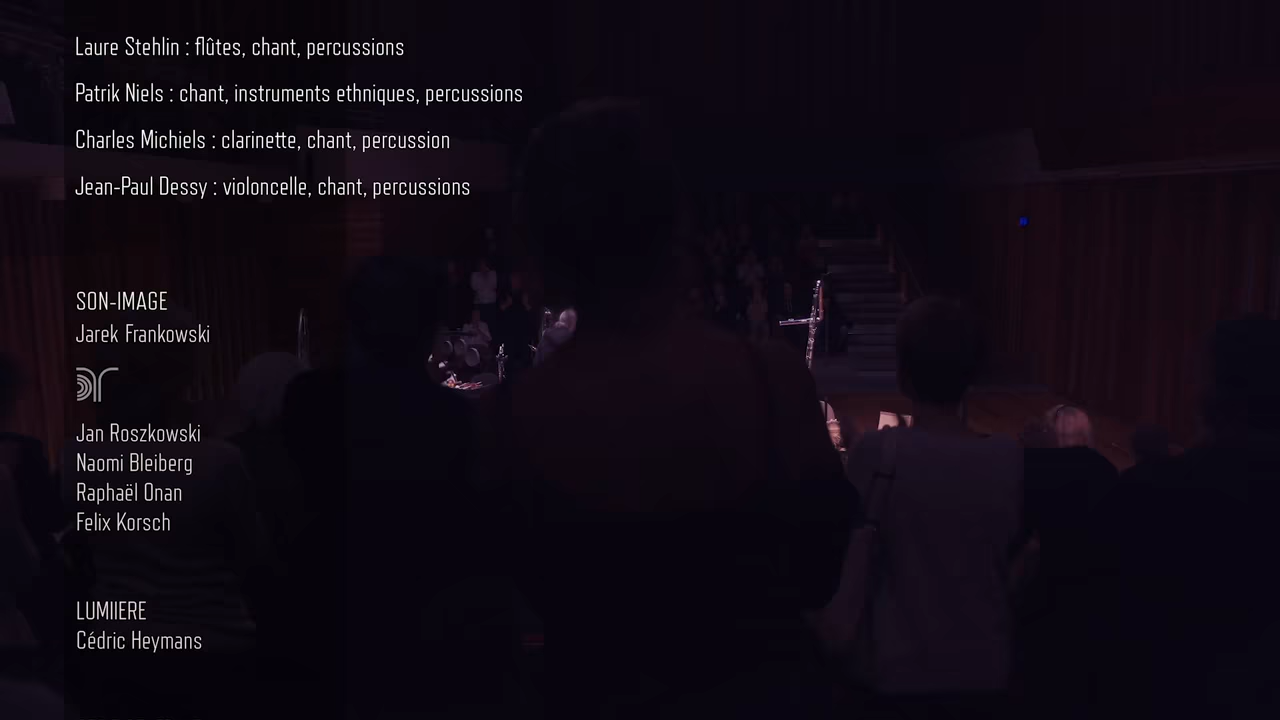 Laure Stehlin : flûtes, chant, percussions
Patrik Niels : chant, instruments ethniques, percussions
Charles Michiels : clarinette, chant, percussion
Jean-Paul Dessy : violoncelle, chant, percussions
SON-IMAGE
Jarek Frankowski
Jan Roszkowski
Naomi Bleiberg
Raphaël Onan
Felix Korsch
LUMIIERE
Cédric Heymans